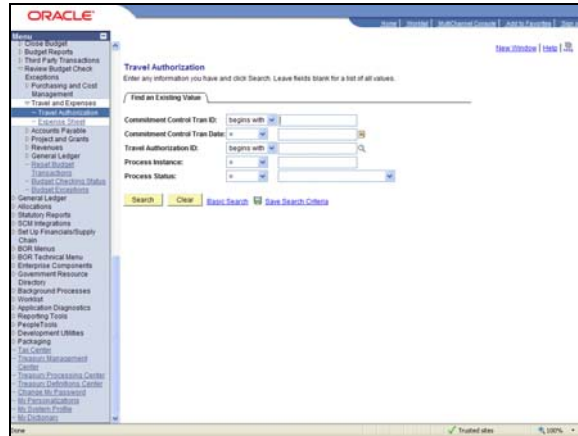 ORACLE
Home | Worklist | MultiChannel Console | Add to Favorites | Sign
Menu
Close Budget
Budget Reports
Third Party Transactions
Review Budget Check
Exceptions
Purchasing and Cost
Management
Travel and Expenses
Travel Authorization
Expense Sheet
Accounts Payable
Project and Grants
Revenues
General Ledger
Reset Budget
Transactions
Budget Checking Status
Budget Exceptions
General Ledger
Allocations
Statutory Reports
SCM Integrations
Set Up Financials/Supply
Chain
BOR Menus
BOR Technical Menu
Enterprise Components
Government Resource
Directory
Background Processes
Worklist
Application Diagnostics
Reporting Tools
PeopleTools
Development Utilities
Packaging
Tax Center
Treasury Management
Center
Treasury Processing Center
Treasury Definitions Center
Change My Password
My Personalizations
My System Profile
My Dictionary
New Window | Help |
Travel Authorization
Enter any information you have and click Search. Leave fields blank for a list of all values.
Find an Existing Value
Commitment Control Tran ID: begins with
Commitment Control Tran Date: =
Travel Authorization ID: begins with
Process Instance: =
Process Status: =
Search Clear Basic Search Save Search Criteria
Done Trusted sites 100%